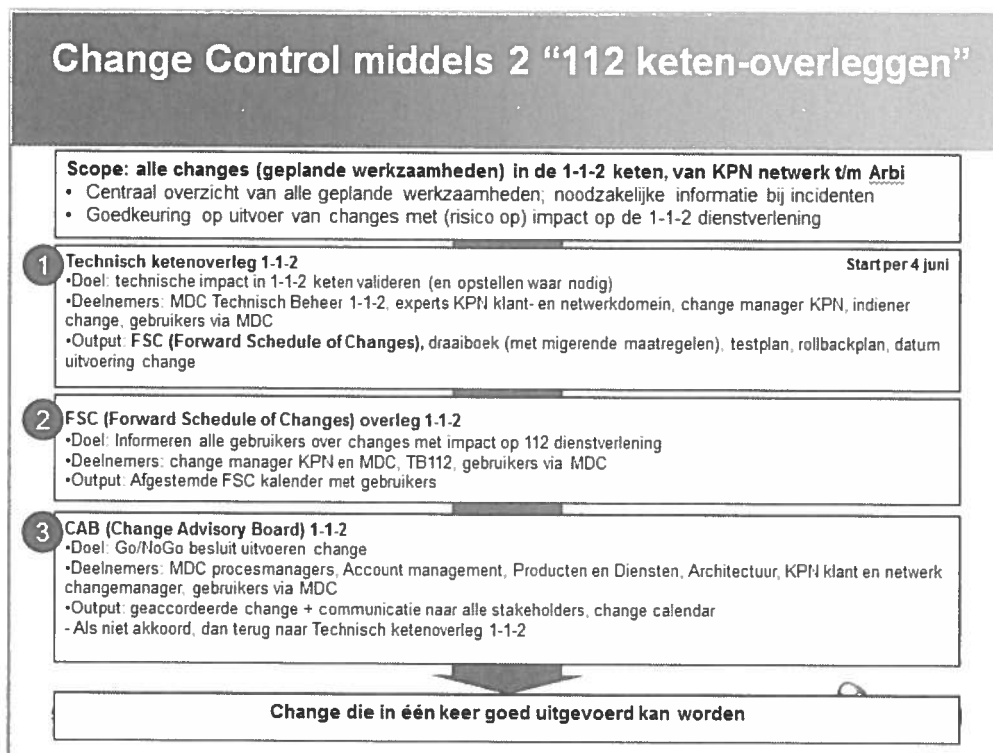 Change Control middels 2 “112 keten-overleggen”
Scope: alle changes (geplande werkzaamheden) in de 1-1-2 keten, van KPN netwerk t/m Arbi
• Centraal overzicht van alle geplande werkzaamheden; noodzakelijke informatie bij incidenten
• Goedkeuring op uitvoer van changes met (risico op) impact op de 1-1-2 dienstverlening
1 Technisch ketenoverleg 1-1-2 Start per 4 juni
•Doel: technische impact in 1-1-2 keten valideren (en opstellen waar nodig)
•Deelnemers: MDC Technisch Beheer 1-1-2, experts KPN klant- en netwerkdomein, change manager KPN, indiener
change, gebruikers via MDC
•Output: FSC (Forward Schedule of Changes), draaiboek (met migerende maatregelen), testplan, rollbackplan, datum
uitvoering change
2 FSC (Forward Schedule of Changes) overleg 1-1-2
•Doel: Informeren alle gebruikers over changes met impact op 112 dienstverlening
•Deelnemers: change manager KPN en MDC, TB112, gebruikers via MDC
•Output: Afgestemde FSC kalender met gebruikers
3 CAB (Change Advisory Board) 1-1-2
•Doel: Go/NoGo besluit uitvoeren change
•Deelnemers: MDC procesmanagers, Account management, Producten en Diensten, Architectuur, KPN klant en netwerk
changemanager, gebruikers via MDC
•Output: geaccordeerde change + communicatie naar alle stakeholders, change calendar
- Als niet akkoord, dan terug naar Technisch ketenoverleg 1-1-2
Change die in één keer goed uitgevoerd kan worden